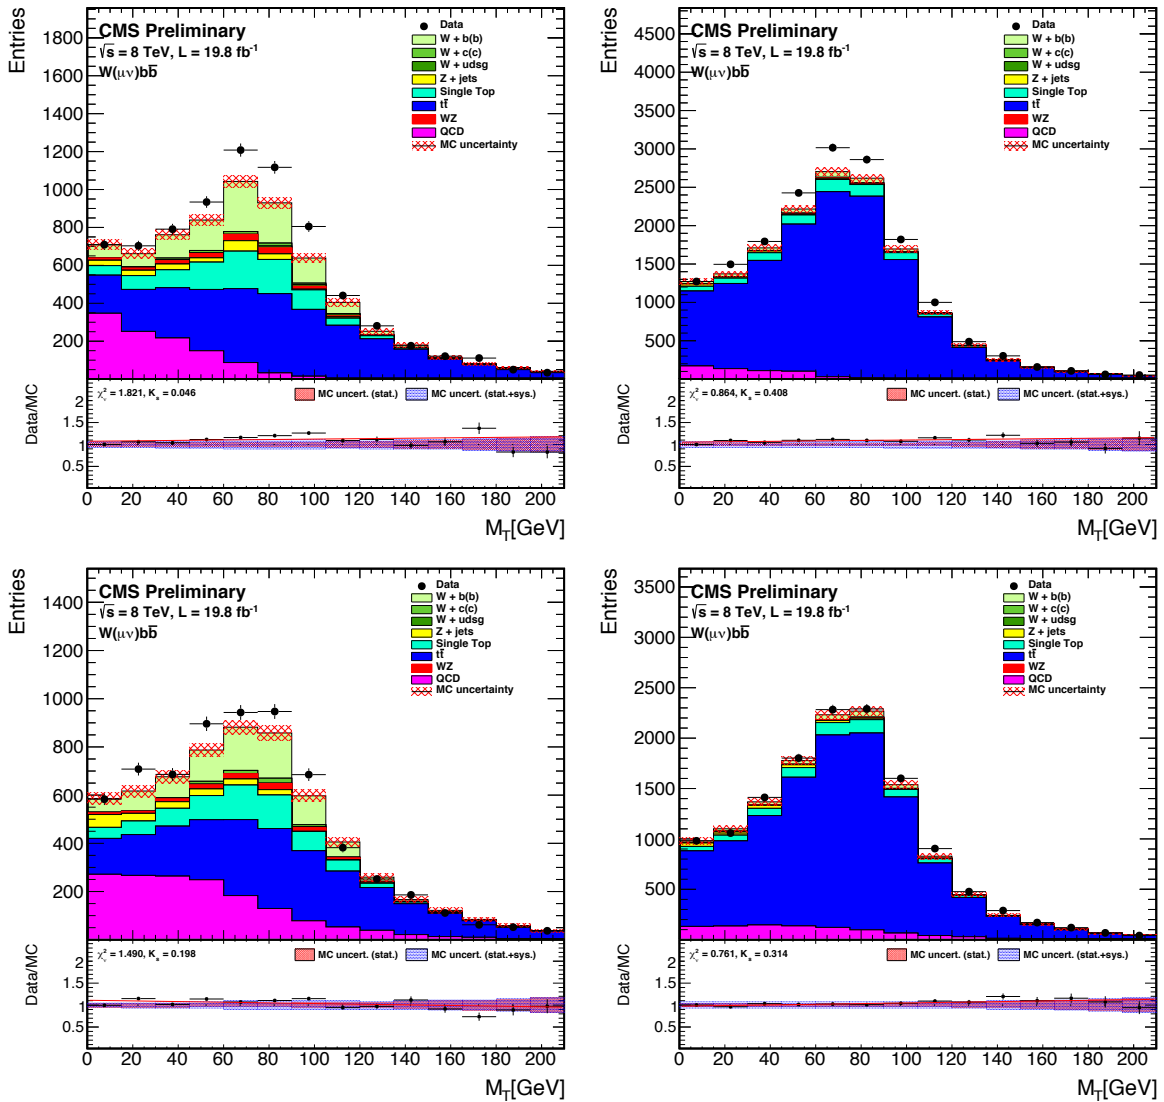 Entries
1800
1600
1400
1200
1000
800
600
400
200
CMS Preliminary
√s = 8 TeV, L = 19.8 fb⁻¹
W(μν)bb̅
Data
W + b(b)
W + c(c)
W + udsg
Z + jets
Single Top
tt̅
WZ
QCD
MC uncertainty
Data/MC
2
1.5
1
0.5
χ²ᵥ = 1.821, Kₛ = 0.046
MC uncert. (stat.)
MC uncert. (stat.+sys.)
0 20 40 60 80 100 120 140 160 180 200
M_T[GeV]
Entries
4500
4000
3500
3000
2500
2000
1500
1000
500
CMS Preliminary
√s = 8 TeV, L = 19.8 fb⁻¹
W(μν)bb̅
Data
W + b(b)
W + c(c)
W + udsg
Z + jets
Single Top
tt̅
WZ
QCD
MC uncertainty
Data/MC
2
1.5
1
0.5
χ²ᵥ = 0.864, Kₛ = 0.408
MC uncert. (stat.)
MC uncert. (stat.+sys.)
0 20 40 60 80 100 120 140 160 180 200
M_T[GeV]
Entries
1400
1200
1000
800
600
400
200
CMS Preliminary
√s = 8 TeV, L = 19.8 fb⁻¹
W(μν)bb̅
Data
W + b(b)
W + c(c)
W + udsg
Z + jets
Single Top
tt̅
WZ
QCD
MC uncertainty
Data/MC
2
1.5
1
0.5
χ²ᵥ = 1.490, Kₛ = 0.198
MC uncert. (stat.)
MC uncert. (stat.+sys.)
0 20 40 60 80 100 120 140 160 180 200
M_T[GeV]
Entries
3500
3000
2500
2000
1500
1000
500
CMS Preliminary
√s = 8 TeV, L = 19.8 fb⁻¹
W(μν)bb̅
Data
W + b(b)
W + c(c)
W + udsg
Z + jets
Single Top
tt̅
WZ
QCD
MC uncertainty
Data/MC
2
1.5
1
0.5
χ²ᵥ = 0.761, Kₛ = 0.314
MC uncert. (stat.)
MC uncert. (stat.+sys.)
0 20 40 60 80 100 120 140 160 180 200
M_T[GeV]